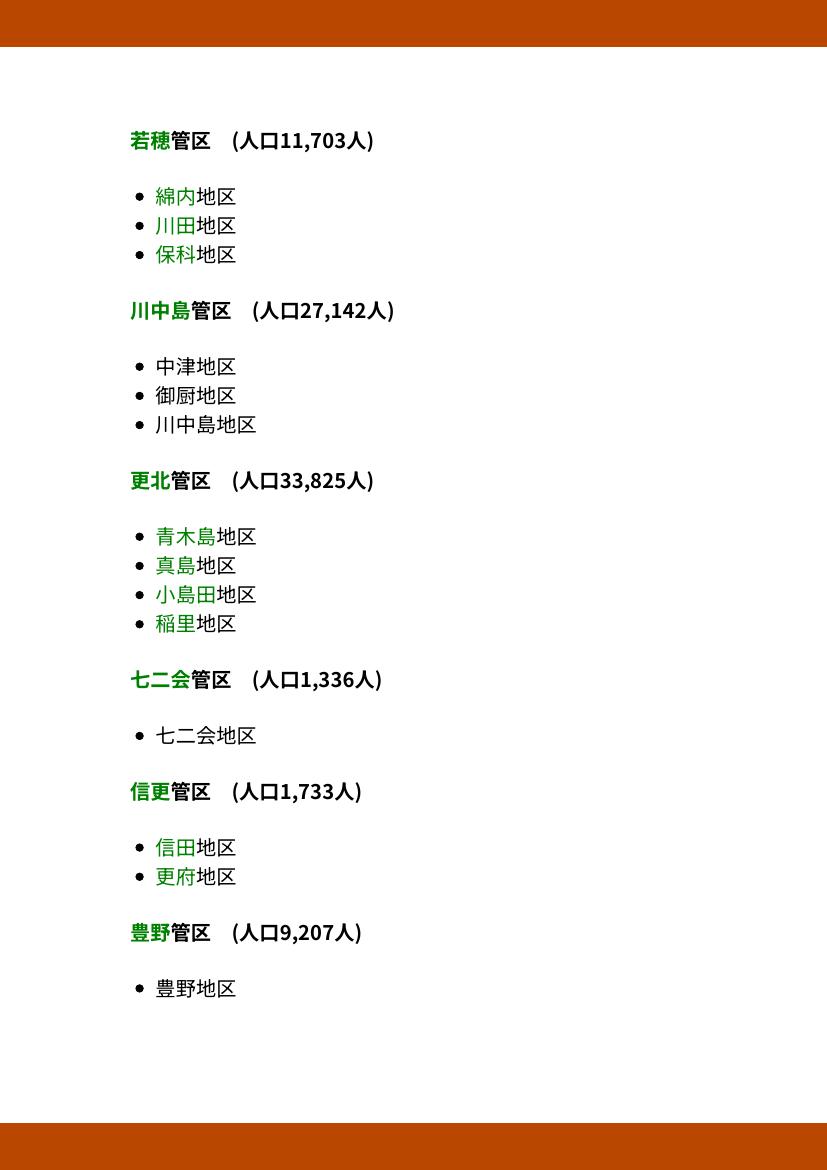 若穂管区　(人口11,703人)
• 綿内地区
• 川田地区
• 保科地区
川中島管区　(人口27,142人)
• 中津地区
• 御厨地区
• 川中島地区
更北管区　(人口33,825人)
• 青木島地区
• 真島地区
• 小島田地区
• 稲里地区
七二会管区　(人口1,336人)
• 七二会地区
信更管区　(人口1,733人)
• 信田地区
• 更府地区
豊野管区　(人口9,207人)
• 豊野地区